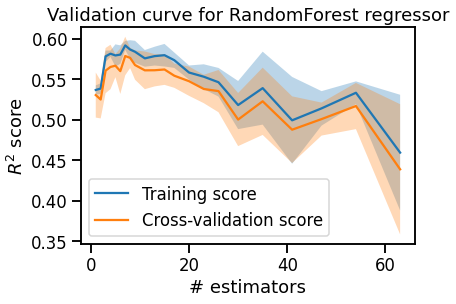 Validation curve for RandomForest regressor
0.60
0.55
0.50
0.45
0.40
0.35
R² score
Training score
Cross-validation score
0 20 40 60
# estimators